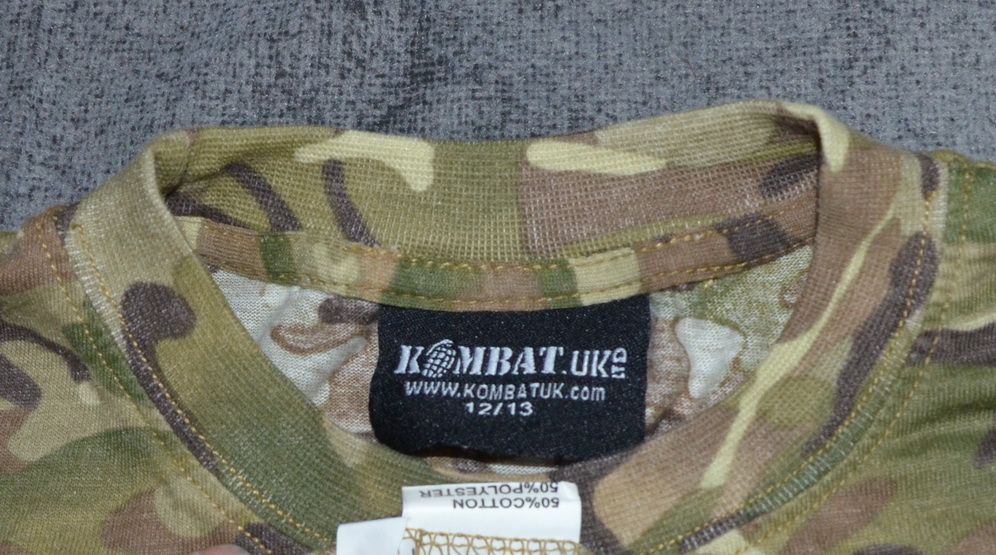 KOMBAT.UK LTD
WWW.KOMBATUK.com
12/13
50%COTTON
50%POLYESTER